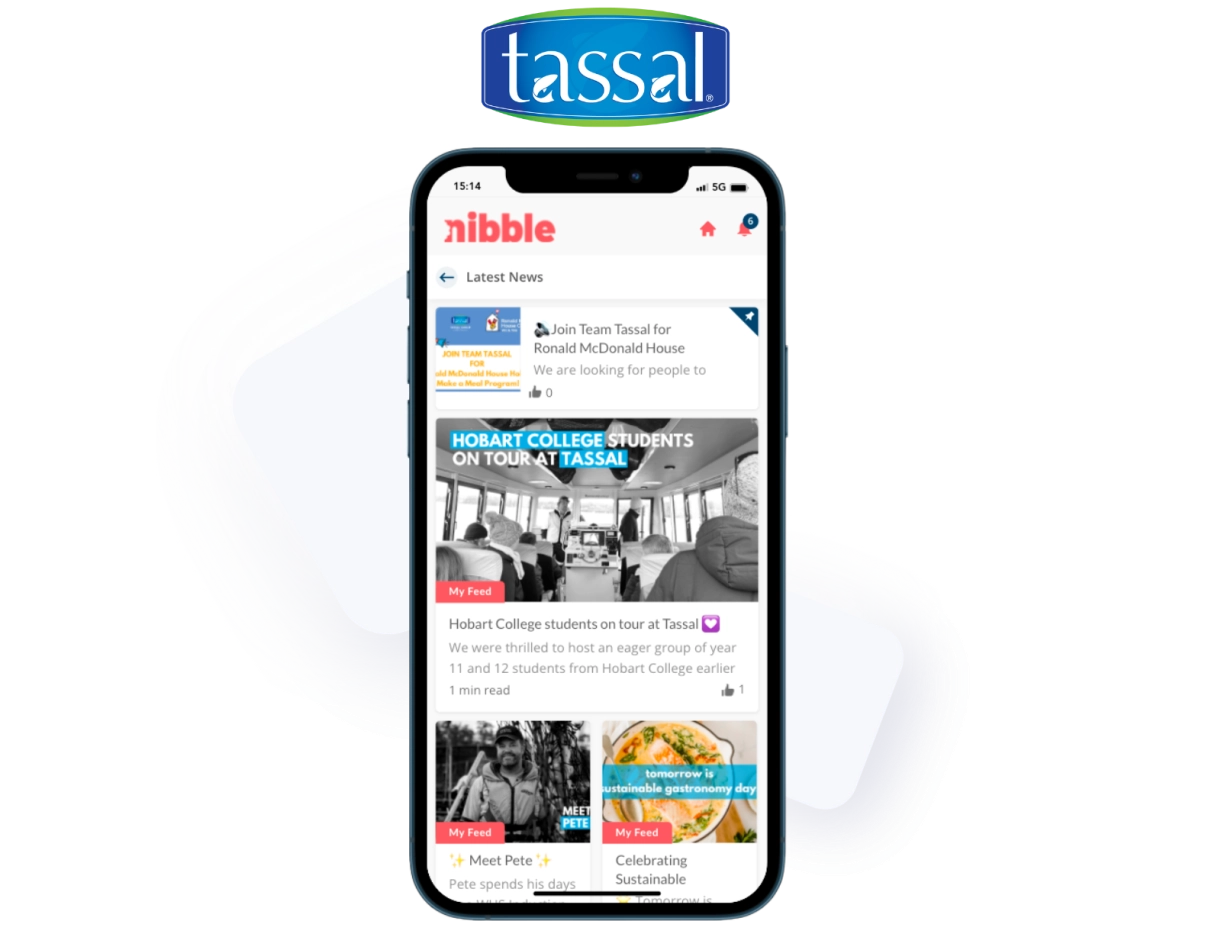 tassal®
15:14
5G
nibble
6
Latest News
tassal
JOIN TEAM TASSAL
FOR
ald McDonald House Ho
Make a Meal Program!
Join Team Tassal for
Ronald McDonald House
We are looking for people to
0
HOBART COLLEGE STUDENTS
ON TOUR AT TASSAL
My Feed
Hobart College students on tour at Tassal
We were thrilled to host an eager group of year
11 and 12 students from Hobart College earlier
1 min read
1
MEET
PETE
My Feed
✨ Meet Pete ✨
Pete spends his days
tomorrow is
sustainable gastronomy day
My Feed
Celebrating
Sustainable
Tomorrow is